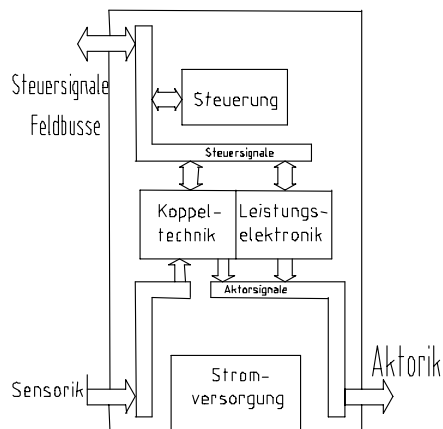 Steuersignale
Feldbusse
Steuerung
Steuersignale
Koppel-
technik
Leistungs-
elektronik
Aktorsignale
Aktorik
Sensorik
Strom-
versorgung